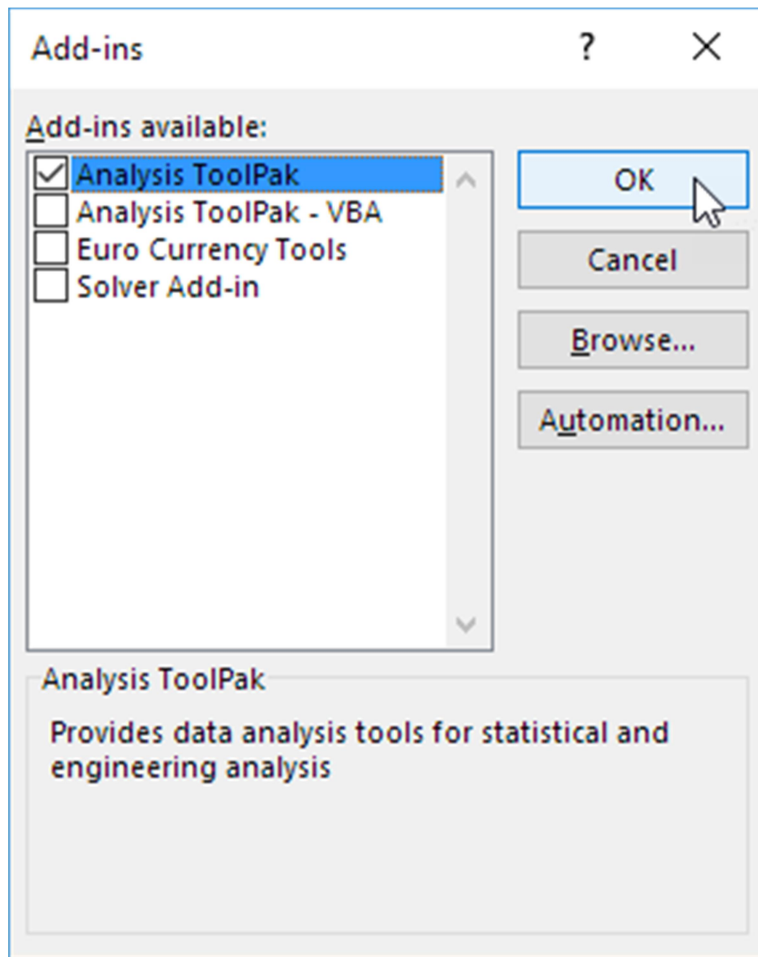 Add-ins ?
Add-ins available:
Analysis ToolPak
Analysis ToolPak - VBA
Euro Currency Tools
Solver Add-in
OK
Cancel
Browse...
Automation...
Analysis ToolPak
Provides data analysis tools for statistical and
engineering analysis